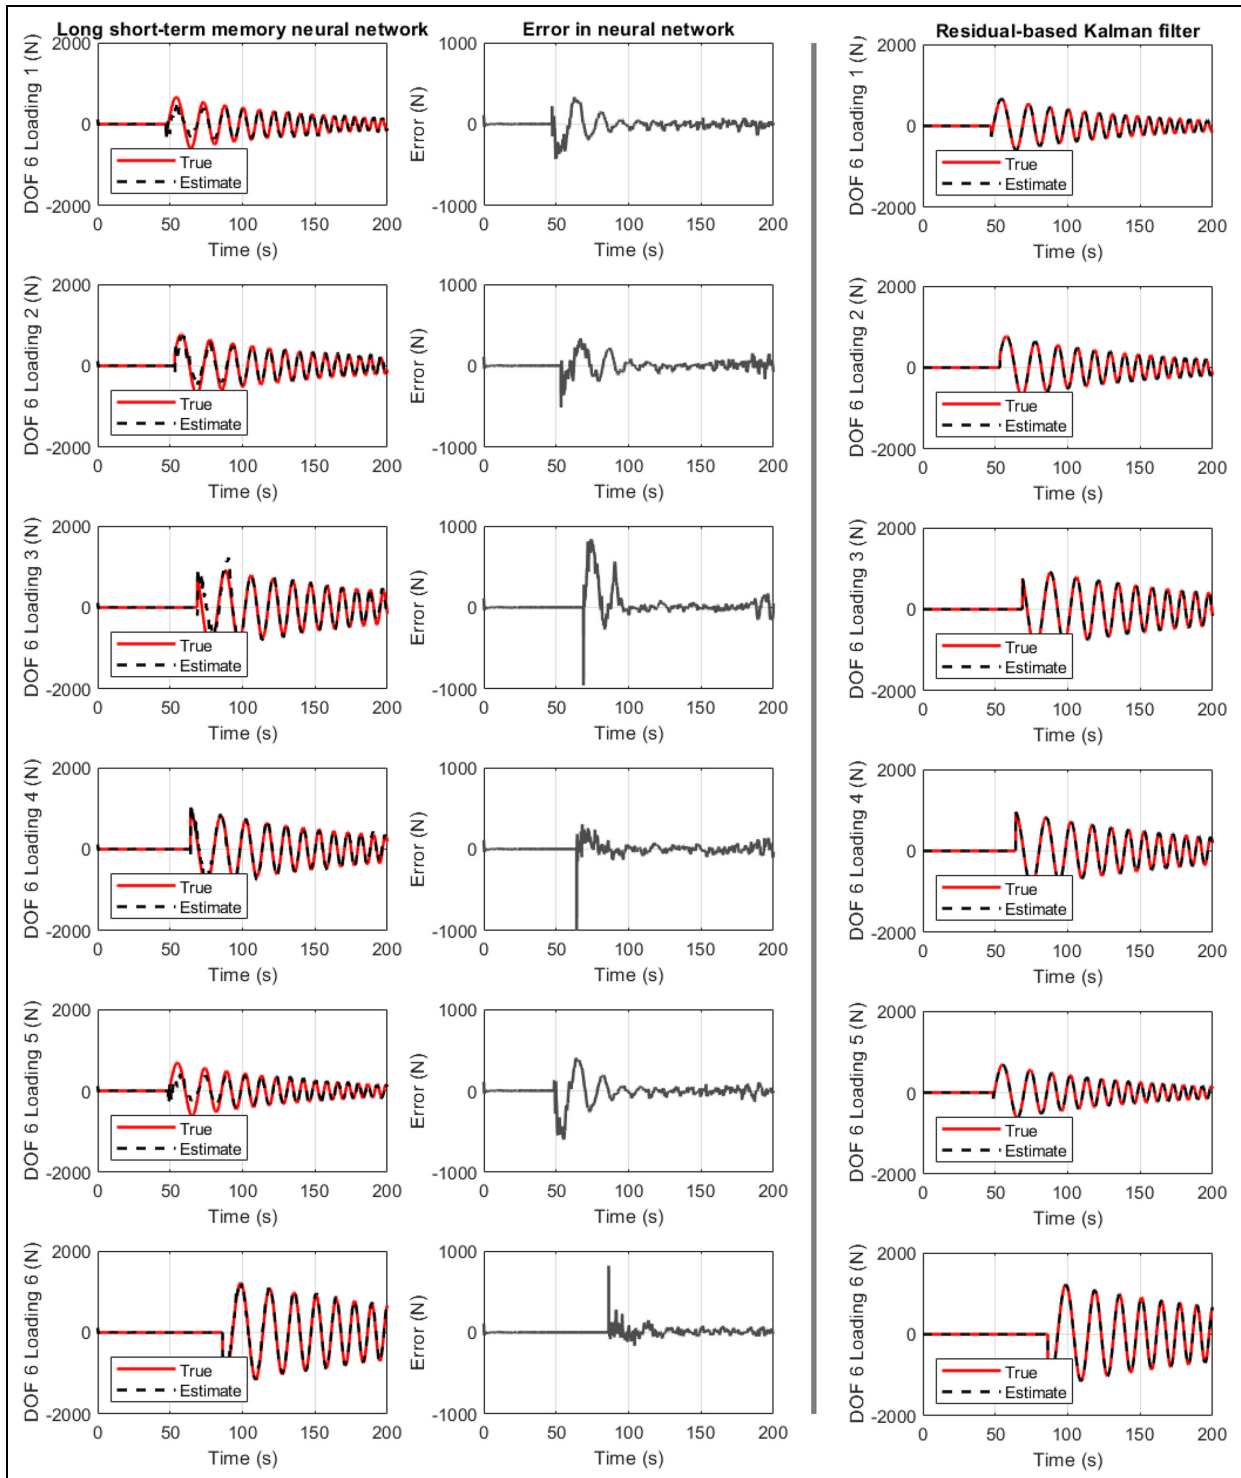 Long short-term memory neural network
Error in neural network
Residual-based Kalman filter
DOF 6 Loading 1 (N)
2000
0
-2000
True
Estimate
0 50 100 150 200
Time (s)
Error (N)
1000
0
-1000
0 50 100 150 200
Time (s)
DOF 6 Loading 1 (N)
2000
0
-2000
True
Estimate
0 50 100 150 200
Time (s)
DOF 6 Loading 2 (N)
2000
0
-2000
True
Estimate
0 50 100 150 200
Time (s)
Error (N)
1000
0
-1000
0 50 100 150 200
Time (s)
DOF 6 Loading 2 (N)
2000
0
-2000
True
Estimate
0 50 100 150 200
Time (s)
DOF 6 Loading 3 (N)
2000
0
-2000
True
Estimate
0 50 100 150 200
Time (s)
Error (N)
1000
0
-1000
0 50 100 150 200
Time (s)
DOF 6 Loading 3 (N)
2000
0
-2000
True
Estimate
0 50 100 150 200
Time (s)
DOF 6 Loading 4 (N)
2000
0
-2000
True
Estimate
0 50 100 150 200
Time (s)
Error (N)
1000
0
-1000
0 50 100 150 200
Time (s)
DOF 6 Loading 4 (N)
2000
0
-2000
True
Estimate
0 50 100 150 200
Time (s)
DOF 6 Loading 5 (N)
2000
0
-2000
True
Estimate
0 50 100 150 200
Time (s)
Error (N)
1000
0
-1000
0 50 100 150 200
Time (s)
DOF 6 Loading 5 (N)
2000
0
-2000
True
Estimate
0 50 100 150 200
Time (s)
DOF 6 Loading 6 (N)
2000
0
-2000
True
Estimate
0 50 100 150 200
Time (s)
Error (N)
1000
0
-1000
0 50 100 150 200
Time (s)
DOF 6 Loading 6 (N)
2000
0
-2000
True
Estimate
0 50 100 150 200
Time (s)